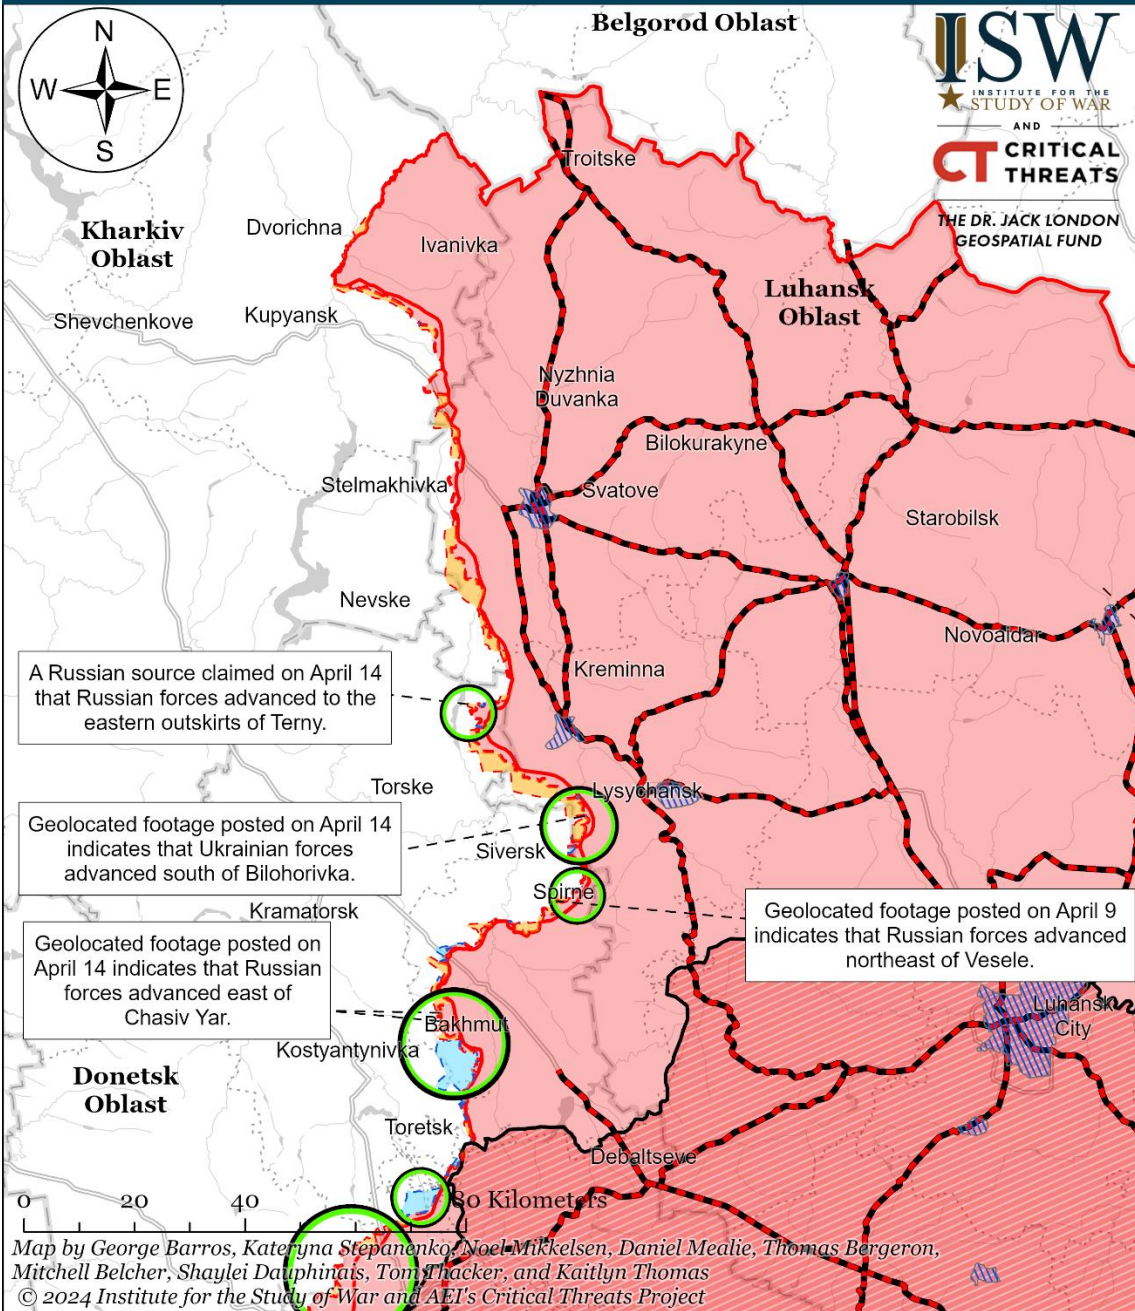 Belgorod Oblast
N
W
E
S
ISW
INSTITUTE FOR THE
STUDY OF WAR
AND
CT CRITICAL
THREATS
THE DR. JACK LONDON
GEOSPATIAL FUND
Troitske
Dvorichna
Kharkiv
Oblast
Ivanivka
Luhansk
Oblast
Shevchenkove
Kupyansk
Nyzhnia
Duvanka
Bilokurakyne
Stelmakhivka
Svatove
Starobilsk
Nevske
Novoaidar
A Russian source claimed on April 14
that Russian forces advanced to the
eastern outskirts of Terny.
Kreminna
Torske
Lysychansk
Geolocated footage posted on April 14
indicates that Ukrainian forces
advanced south of Bilohorivka.
Siversk
Spirne
Kramatorsk
Geolocated footage posted on April 9
indicates that Russian forces advanced
northeast of Vesele.
Geolocated footage posted on
April 14 indicates that Russian
forces advanced east of
Chasiv Yar.
Bakhmut
Luhansk
City
Kostyantynivka
Donetsk
Oblast
Toretsk
Debaltseve
0 20 40 80 Kilometers
Map by George Barros, Kateryna Stepanenko, Noel Mikkelsen, Daniel Mealie, Thomas Bergeron,
Mitchell Belcher, Shaylei Dauphinais, Tom Thacker, and Kaitlyn Thomas
© 2024 Institute for the Study of War and AEI's Critical Threats Project